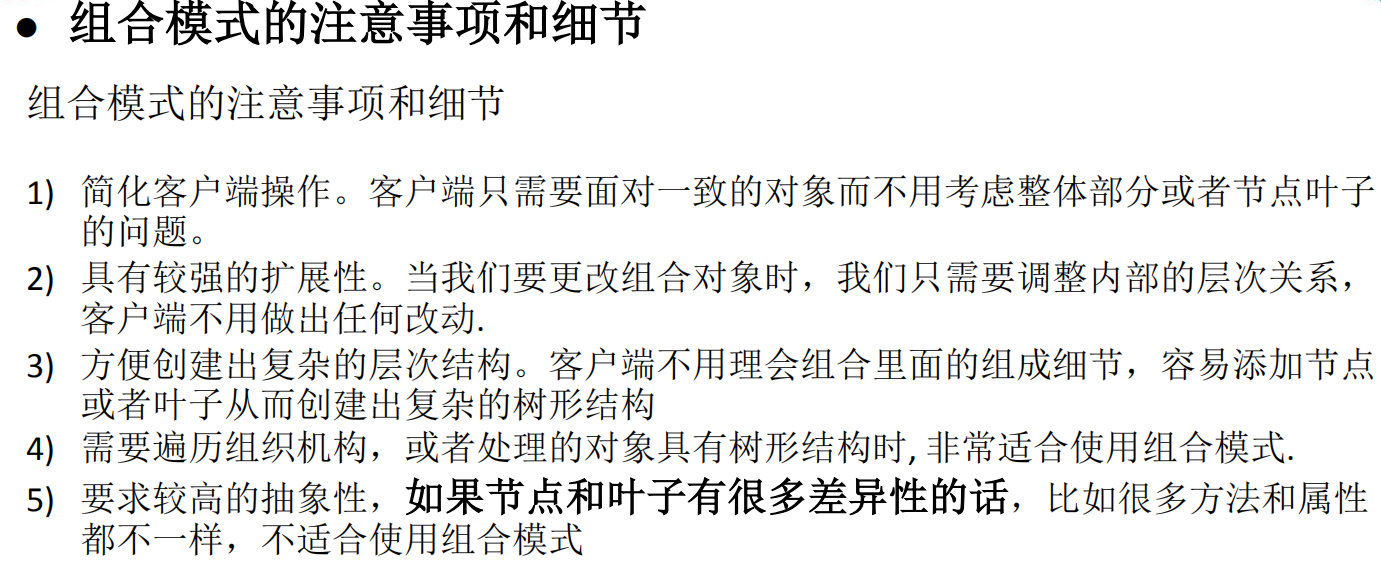 ● 组合模式的注意事项和细节
组合模式的注意事项和细节
1) 简化客户端操作。客户端只需要面对一致的对象而不用考虑整体部分或者节点叶子
的问题。
2) 具有较强的扩展性。当我们要更改组合对象时，我们只需要调整内部的层次关系，
客户端不用做出任何改动.
3) 方便创建出复杂的层次结构。客户端不用理会组合里面的组成细节，容易添加节点
或者叶子从而创建出复杂的树形结构
4) 需要遍历组织机构，或者处理的对象具有树形结构时, 非常适合使用组合模式.
5) 要求较高的抽象性，如果节点和叶子有很多差异性的话，比如很多方法和属性
都不一样，不适合使用组合模式